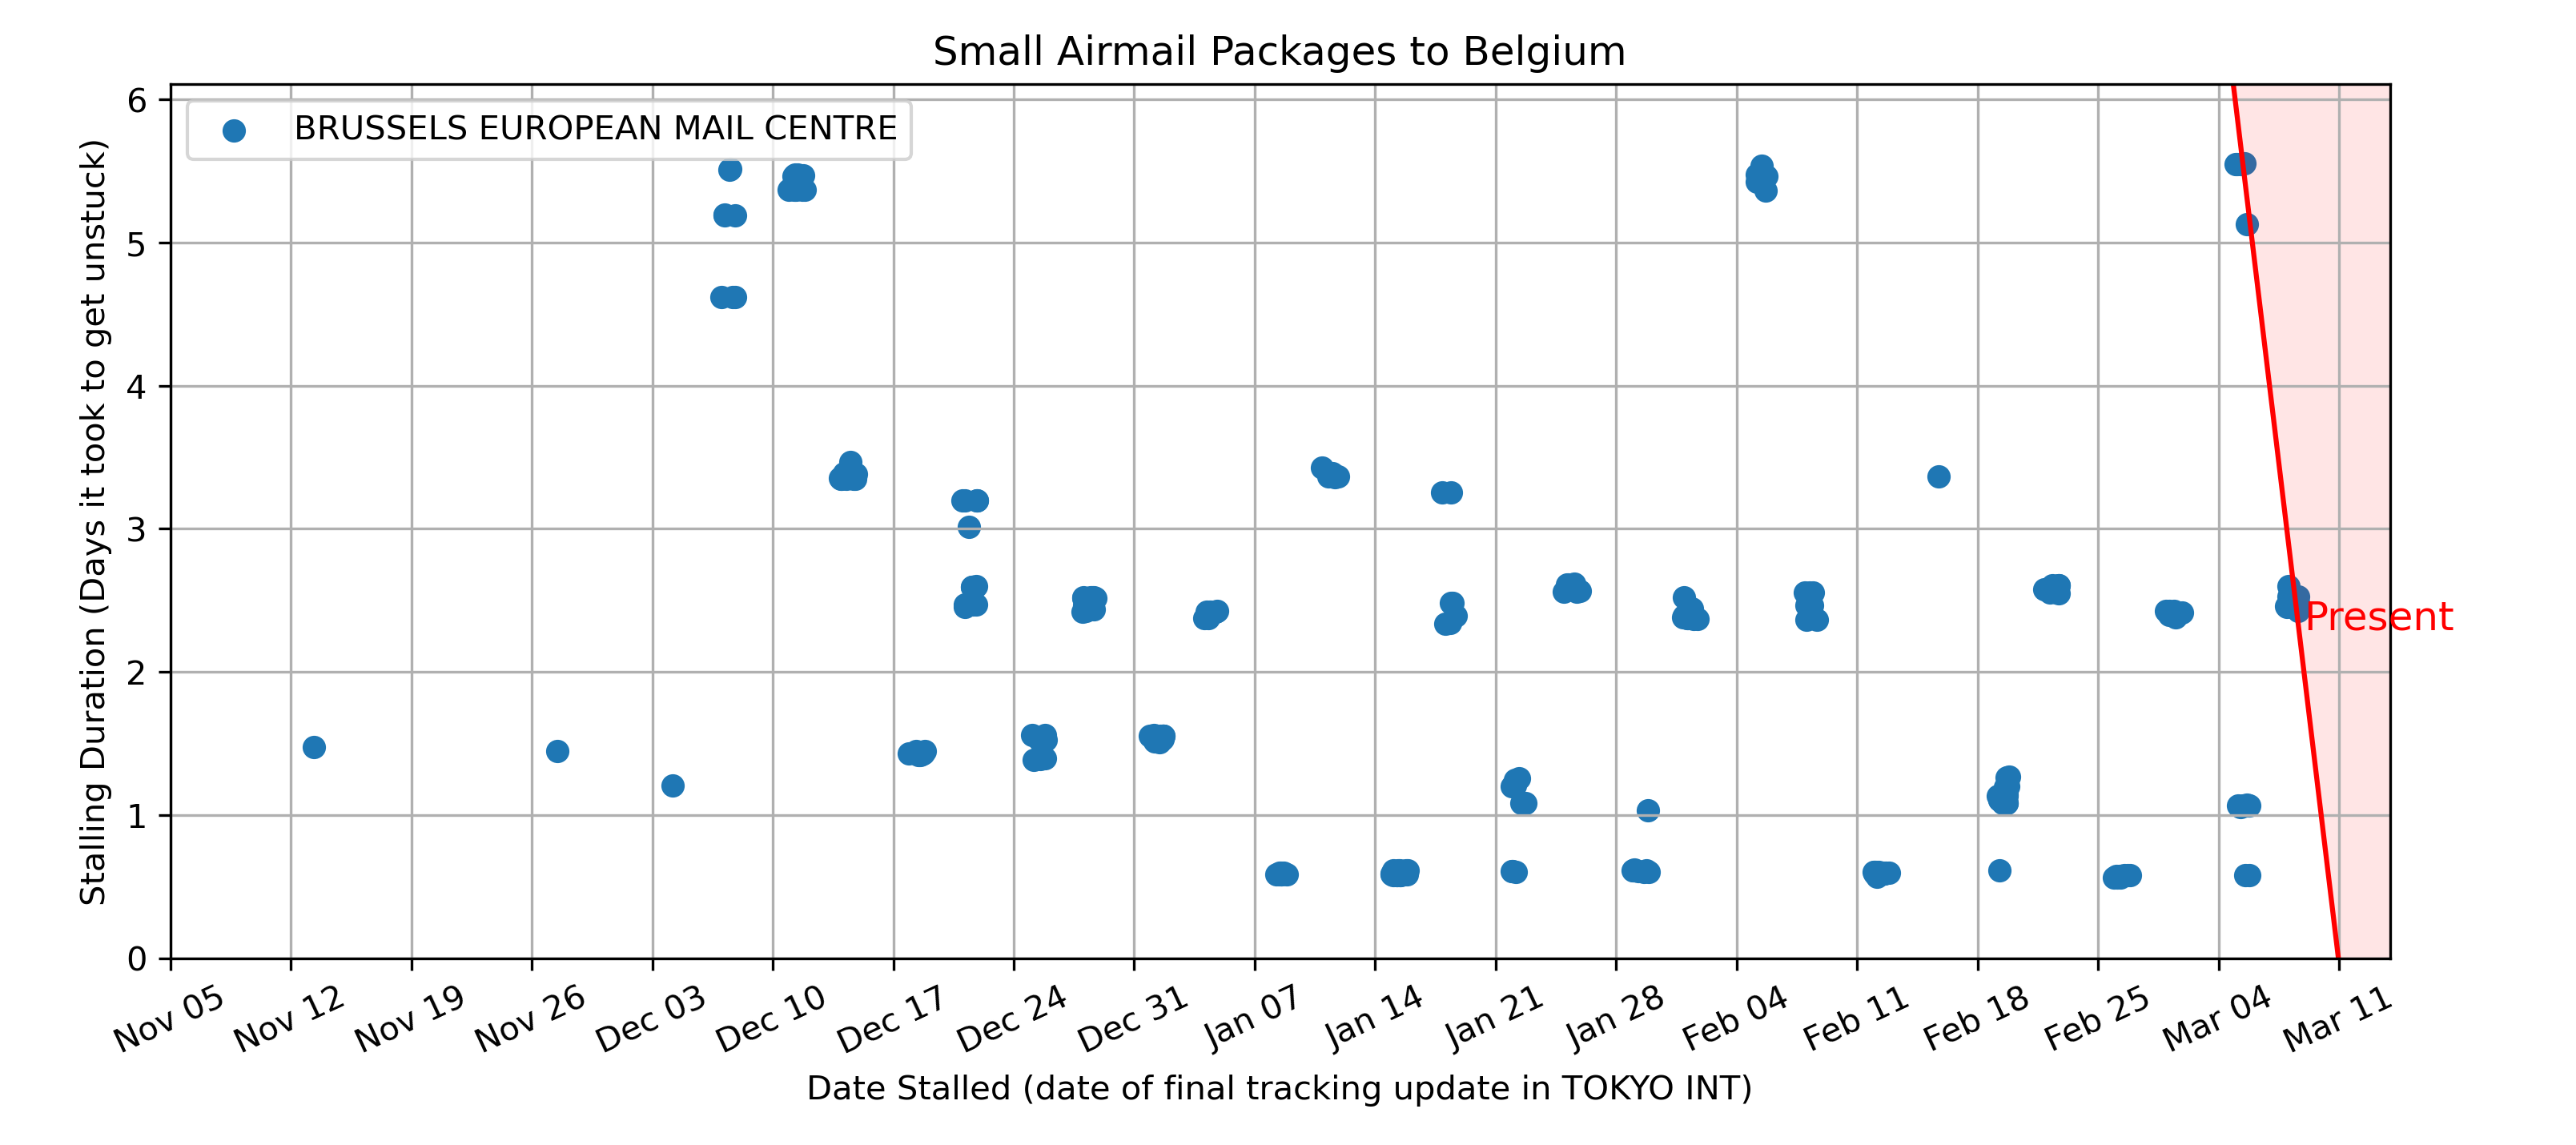 Small Airmail Packages to Belgium
BRUSSELS EUROPEAN MAIL CENTRE
Stalling Duration (Days it took to get unstuck)
6
5
4
3
2
1
0
Present
Nov 05
Nov 12
Nov 19
Nov 26
Dec 03
Dec 10
Dec 17
Dec 24
Dec 31
Jan 07
Jan 14
Jan 21
Jan 28
Feb 04
Feb 11
Feb 18
Feb 25
Mar 04
Mar 11
Date Stalled (date of final tracking update in TOKYO INT)